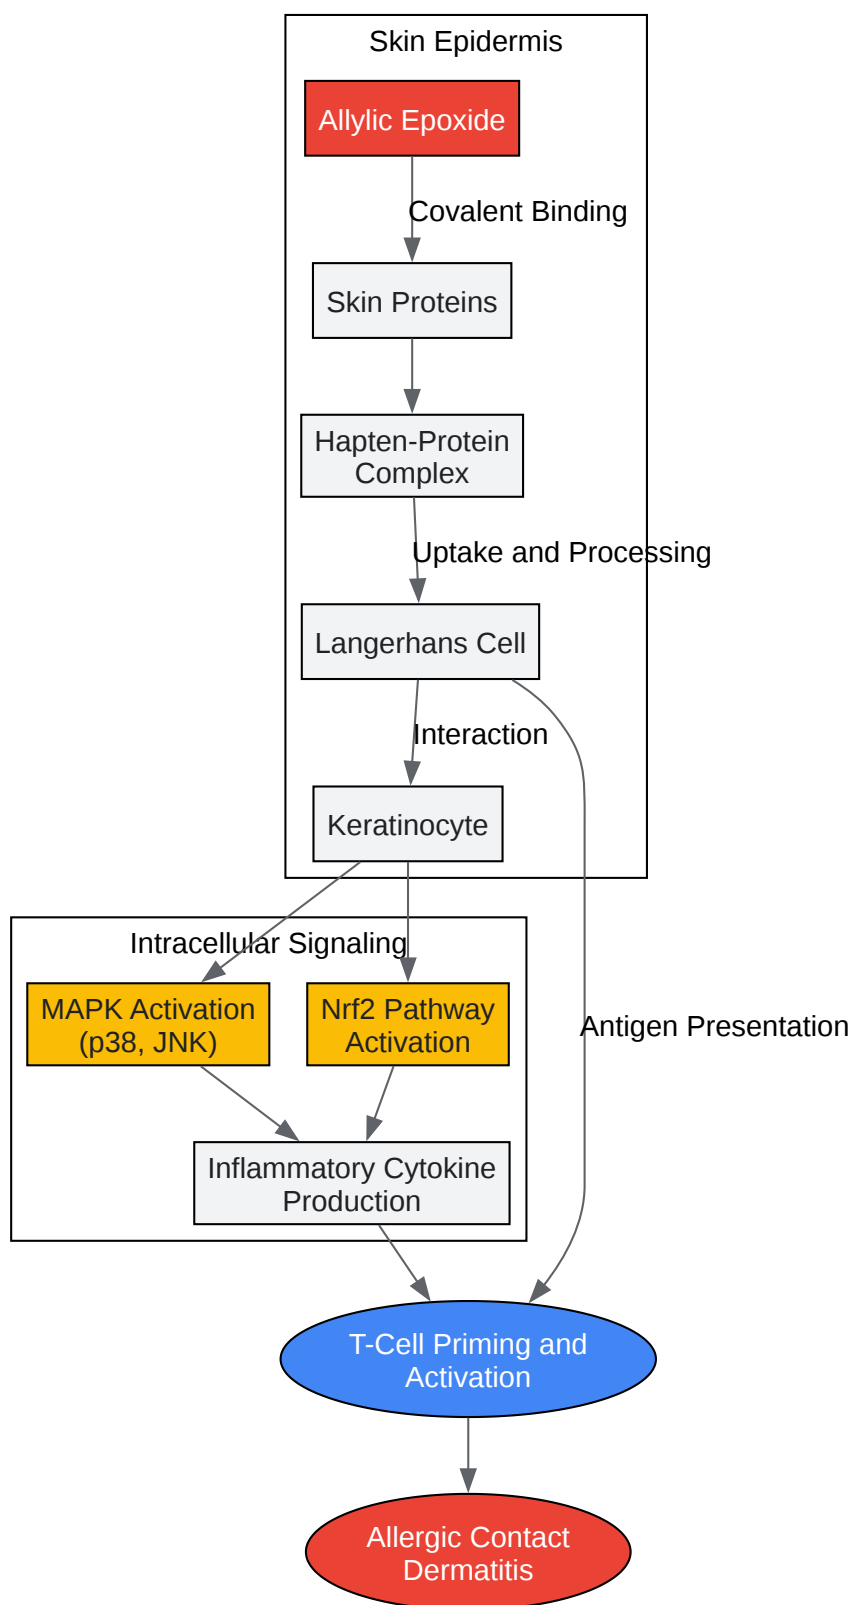 Skin Epidermis
Allylic Epoxide
Covalent Binding
Skin Proteins
Hapten-Protein
Complex
Uptake and Processing
Langerhans Cell
Interaction
Keratinocyte
Intracellular Signaling
MAPK Activation
(p38, JNK)
Nrf2 Pathway
Activation
Antigen Presentation
Inflammatory Cytokine
Production
T-Cell Priming and
Activation
Allergic Contact
Dermatitis